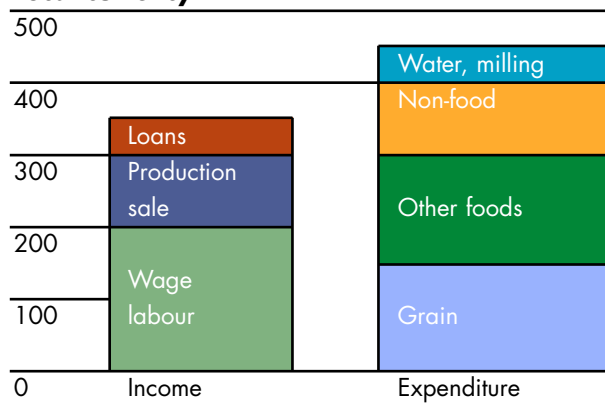 500
Water, milling
400
Non-food
Loans
300
Production
sale
Other foods
200
Wage
labour
100
Grain
0
Income
Expenditure